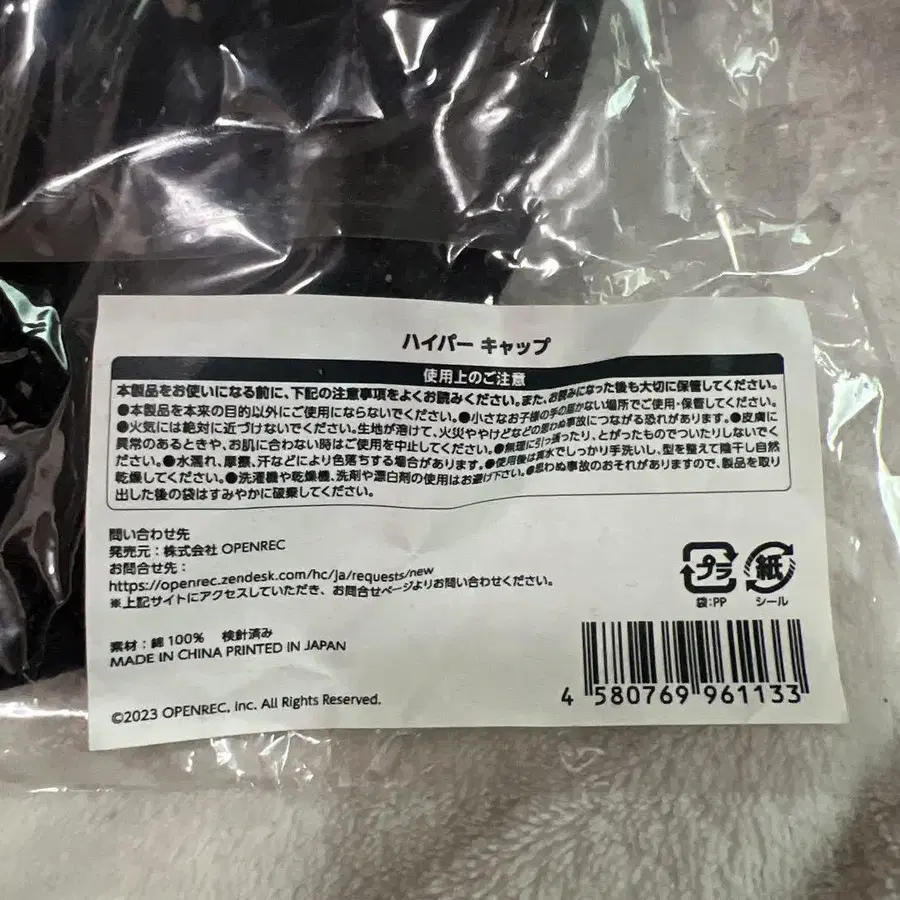 ハイパー キャップ
使用上のご注意
本製品をお使いになる前に、下記の注意事項をよくお読みください。また、お読みになった後も大切に保管してください。
●本製品を本来の目的以外にご使用にならないでください。●小さなお子様の手の届かない場所でご使用・保管してください。
●火気には絶対に近づけないでください。生地が溶けて、火災ややけどなどの思わぬ事故につながる恐れがあります。●皮膚に
異常のあるときや、お肌に合わない時はご使用を中止してください。●無理に引っ張ったり、とがったものでついたりしないでく
ださい。●水濡れ、摩擦、汗などにより色落ちする場合があります。●使用後は真水でしっかり手洗いし、型を整えて陰干し自然
乾燥してください。●洗濯機や乾燥機、洗剤や漂白剤の使用はお避け下さい。●思わぬ事故のおそれがありますので、製品を取り
出した後の袋はすみやかに破棄してください。
問い合わせ先
発売元：株式会社 OPENREC
お問合せ先：
https://openrec.zendesk.com/hc/ja/requests/new
※上記サイトにアクセスしていただき、お問合せページよりお問い合わせください。
プラ
袋:PP
紙
シール
素材：綿100% 検針済み
MADE IN CHINA PRINTED IN JAPAN
4 580769 961133
©2023 OPENREC, inc. All Rights Reserved.